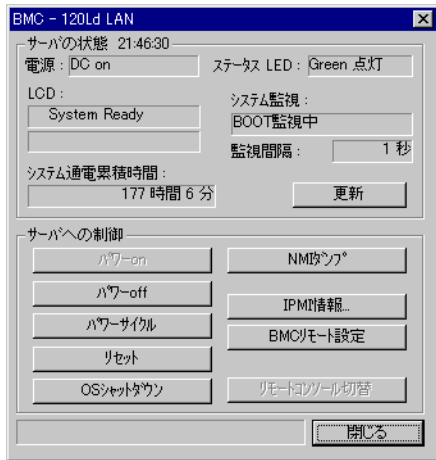 BMC - 120Ld LAN
サーバの状態 21:46:30
電源: DC on
ステータス LED: Green 点灯
LCD:
System Ready
システム監視:
BOOT監視中
監視間隔: 1 秒
システム通電累積時間:
177 時間 6 分
更新
サーバへの制御
パワーon
NMIダンプ
パワーoff
IPMI情報...
パワーサイクル
BMCリモート設定
リセット
OSシャットダウン
リモートコンソール切替
閉じる